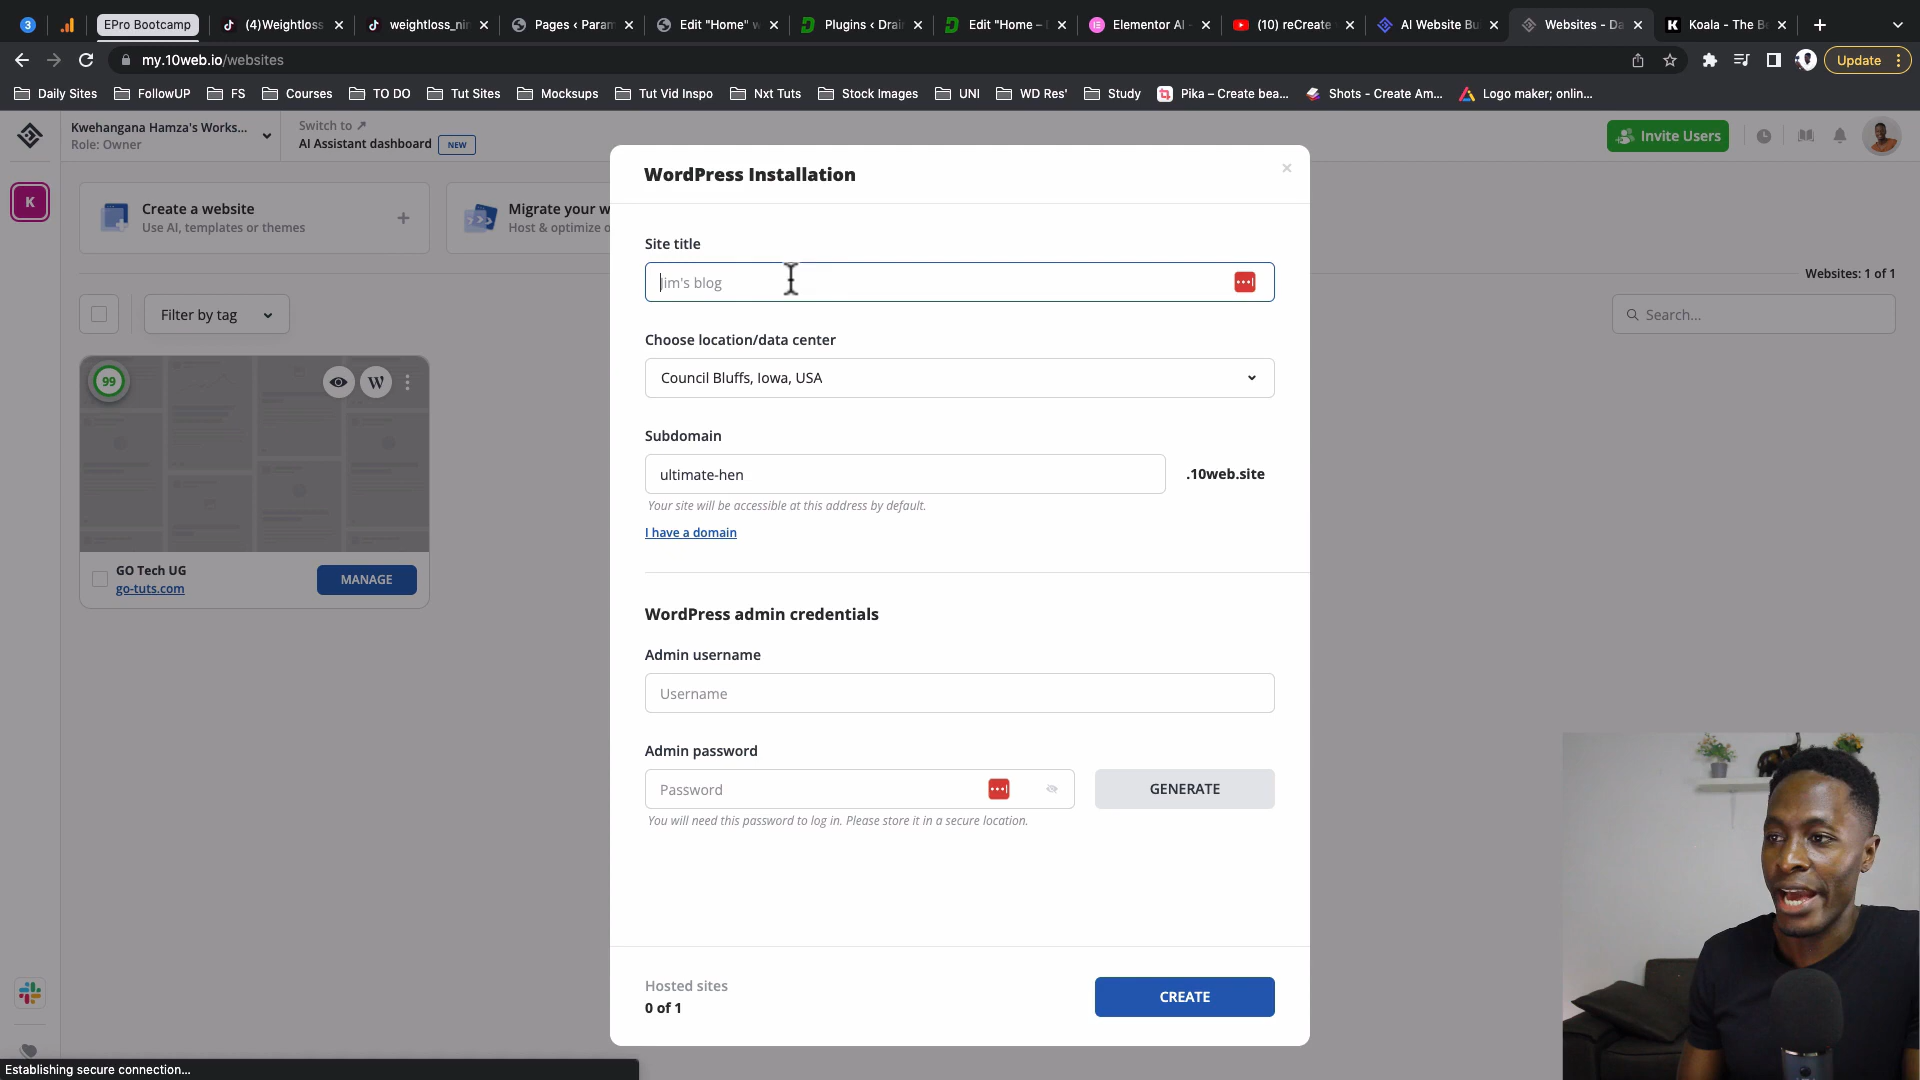 3
EPro Bootcamp
(4)Weightloss
weightloss_nin
Pages ‹ Param
Edit "Home" w
Plugins ‹ Drai
Edit "Home – 
Elementor AI -
(10) reCreate
AI Website Bu
Websites - Da
Koala - The B
my.10web.io/websites
Update
Daily Sites
FollowUP
FS
Courses
TO DO
Tut Sites
Mocksups
Tut Vid Inspo
Nxt Tuts
Stock Images
UNI
WD Res'
Study
Pika – Create bea...
Shots - Create Am...
Logo maker; onlin...
Kwehangana Hamza's Works...
Role: Owner
Switch to ↗
AI Assistant dashboard NEW
Invite Users
K
Create a website
Use AI, templates or themes
Migrate your w
Host & optimize o
Websites: 1 of 1
Filter by tag
Search...
99
W
GO Tech UG
go-tuts.com
MANAGE
WordPress Installation
Site title
Jim's blog
Choose location/data center
Council Bluffs, Iowa, USA
Subdomain
ultimate-hen
.10web.site
Your site will be accessible at this address by default.
I have a domain
WordPress admin credentials
Admin username
Username
Admin password
Password
GENERATE
You will need this password to log in. Please store it in a secure location.
Hosted sites
0 of 1
CREATE
Establishing secure connection...